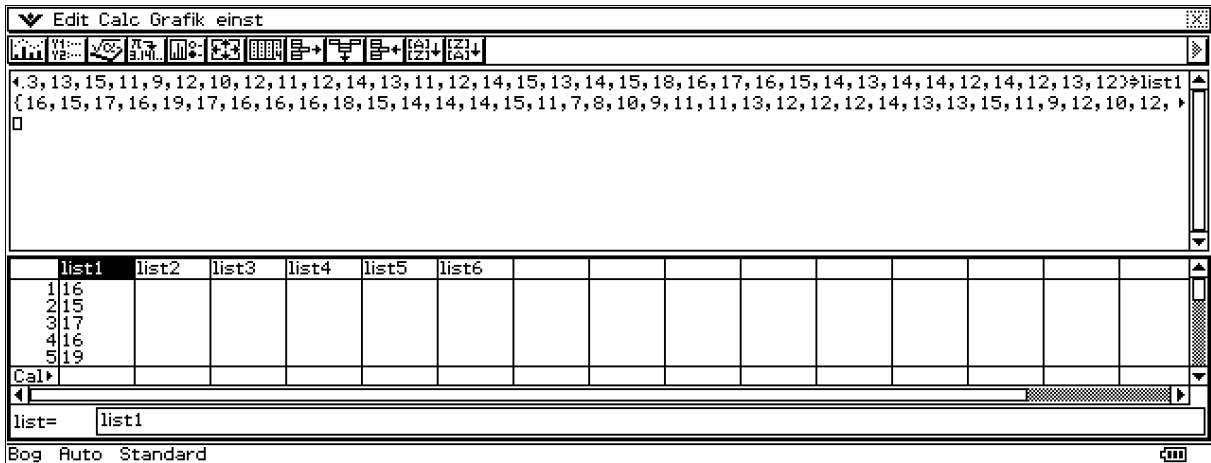 Edit Calc Grafik einst
.3,13,15,11,9,12,10,12,11,12,14,13,11,12,14,15,13,14,15,18,16,17,16,15,14,13,14,14,12,14,12,13,12}⇒list1
{16,15,17,16,19,17,16,16,16,18,15,14,14,14,15,11,7,8,10,9,11,11,13,12,12,12,14,13,13,15,11,9,12,10,12,
list1 list2 list3 list4 list5 list6
1 16
2 15
3 17
4 16
5 19
Cal
list= list1
Bog Auto Standard